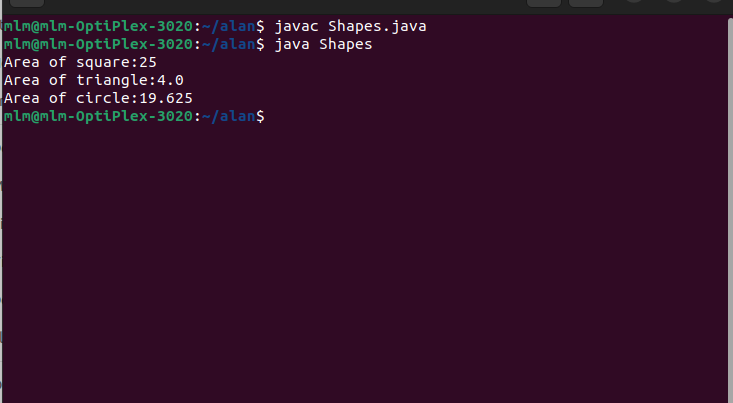 mlm@mlm-OptiPlex-3020:~/alan$ javac Shapes.java
mlm@mlm-OptiPlex-3020:~/alan$ java Shapes
Area of square:25
Area of triangle:4.0
Area of circle:19.625
mlm@mlm-OptiPlex-3020:~/alan$